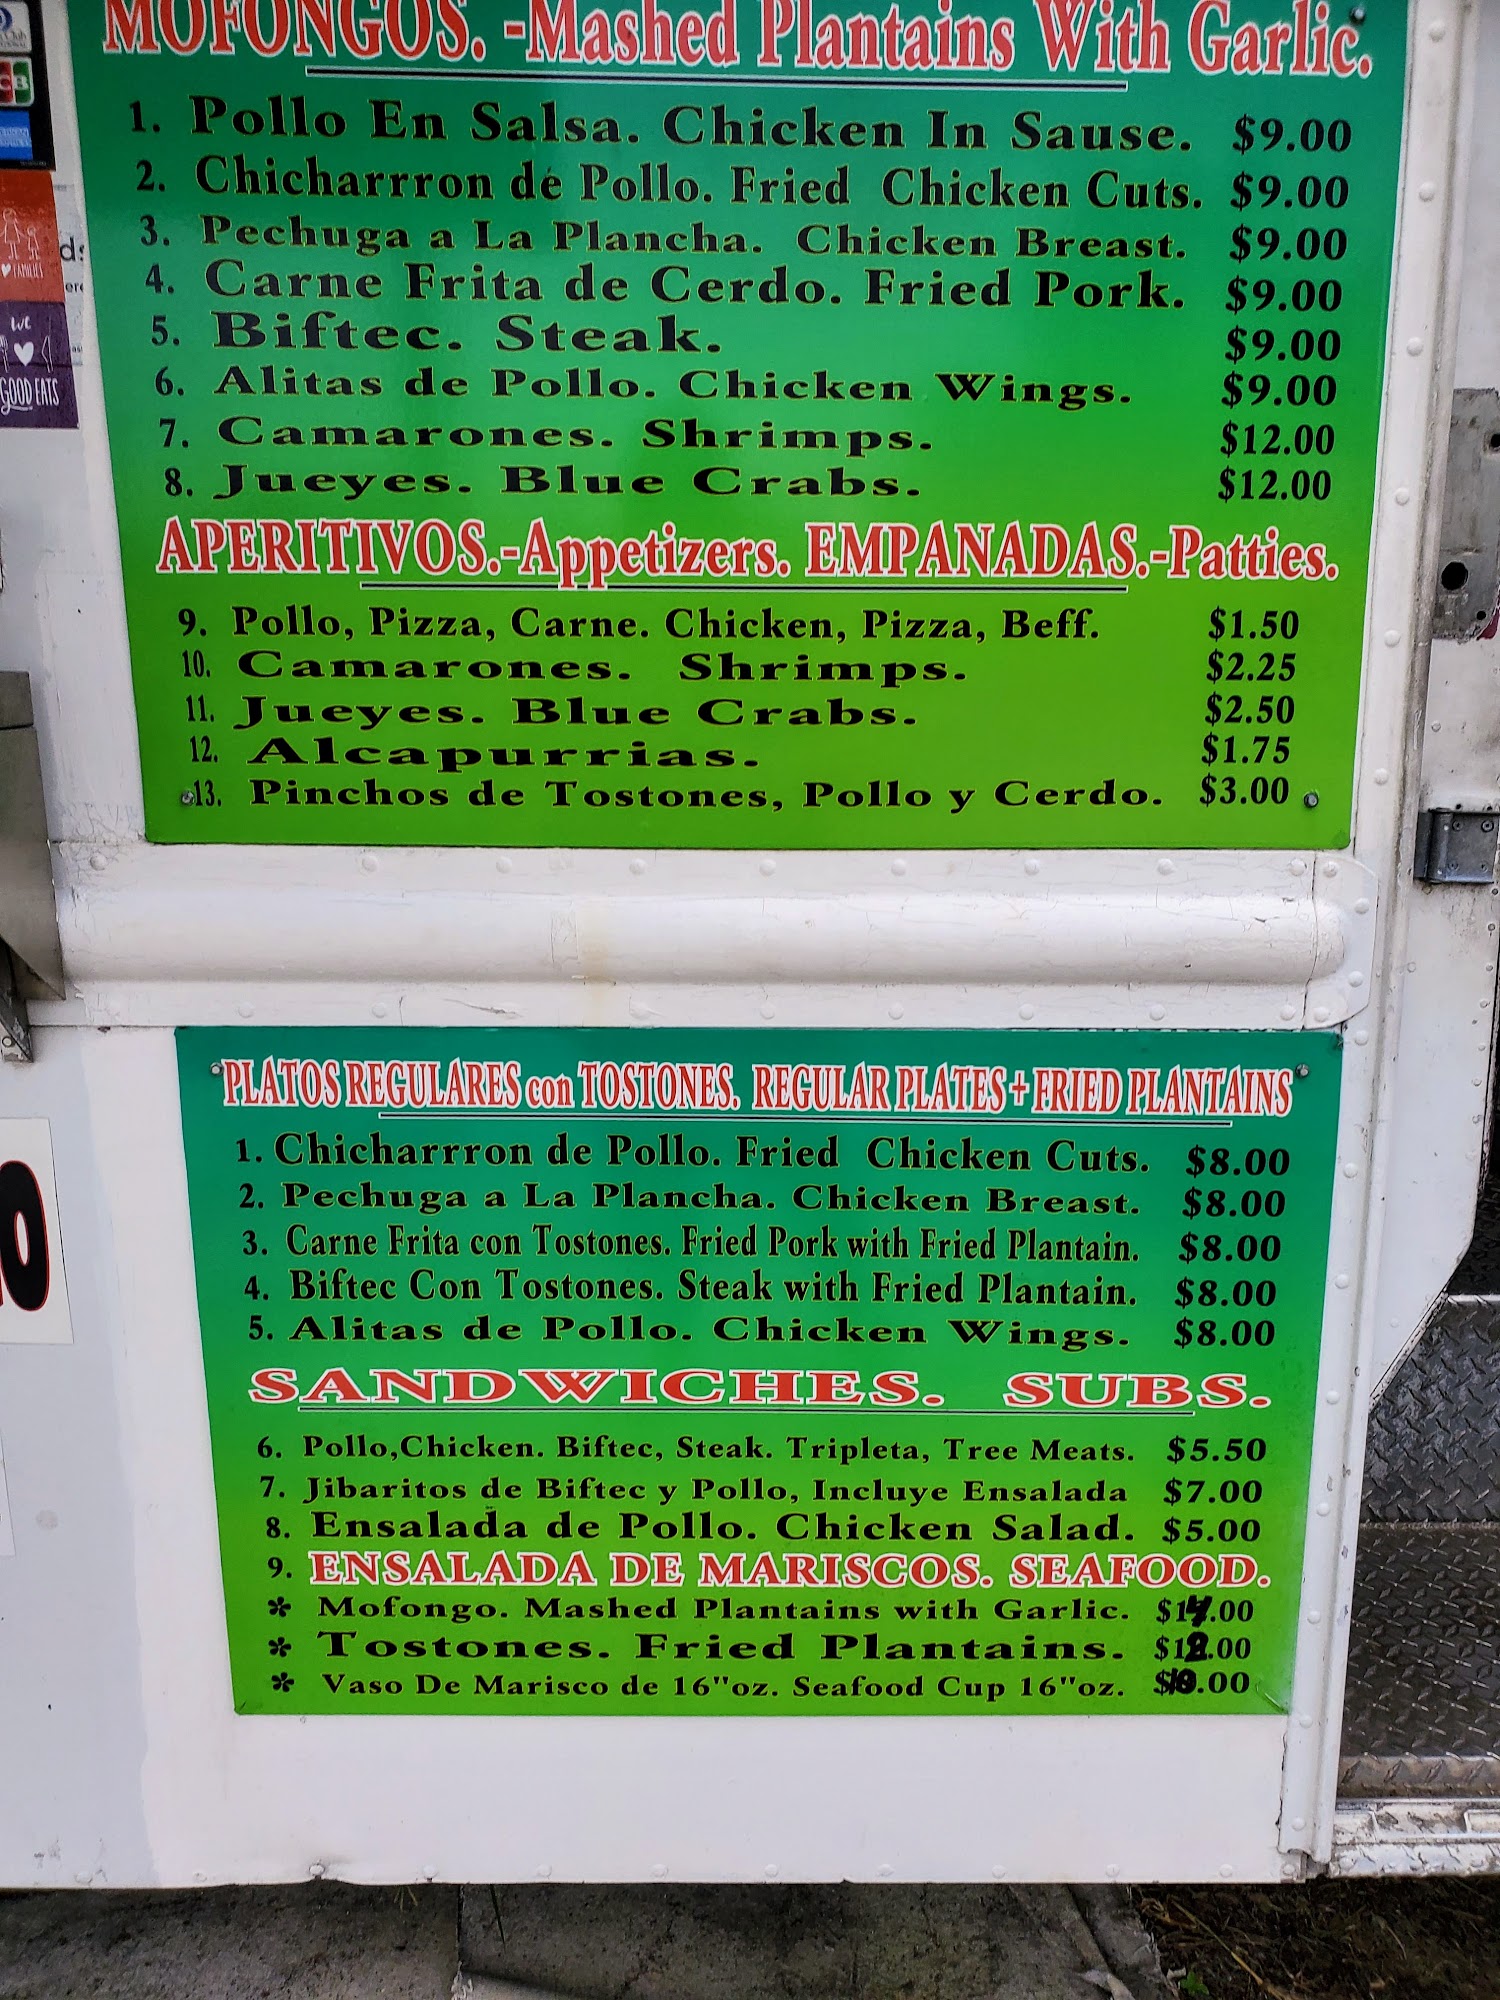 MOFONGOS. -Mashed Plantains With Garlic.
1. Pollo En Salsa. Chicken In Sause. $9.00
2. Chicharrron de Pollo. Fried Chicken Cuts. $9.00
3. Pechuga a La Plancha. Chicken Breast. $9.00
4. Carne Frita de Cerdo. Fried Pork. $9.00
5. Biftec. Steak. $9.00
6. Alitas de Pollo. Chicken Wings. $9.00
7. Camarones. Shrimps. $12.00
8. Jueyes. Blue Crabs. $12.00
APERITIVOS.-Appetizers. EMPANADAS.-Patties.
9. Pollo, Pizza, Carne. Chicken, Pizza, Beff. $1.50
10. Camarones. Shrimps. $2.25
11. Jueyes. Blue Crabs. $2.50
12. Alcapurrias. $1.75
13. Pinchos de Tostones, Pollo y Cerdo. $3.00
FAMILIES
WE
GOOD EATS
PLATOS REGULARES con TOSTONES. REGULAR PLATES + FRIED PLANTAINS
1. Chicharrron de Pollo. Fried Chicken Cuts. $8.00
2. Pechuga a La Plancha. Chicken Breast. $8.00
3. Carne Frita con Tostones. Fried Pork with Fried Plantain. $8.00
4. Biftec Con Tostones. Steak with Fried Plantain. $8.00
5. Alitas de Pollo. Chicken Wings. $8.00
SANDWICHES. SUBS.
6. Pollo,Chicken. Biftec, Steak. Tripleta, Tree Meats. $5.50
7. Jibaritos de Biftec y Pollo, Incluye Ensalada $7.00
8. Ensalada de Pollo. Chicken Salad. $5.00
9. ENSALADA DE MARISCOS. SEAFOOD.
* Mofongo. Mashed Plantains with Garlic. $14.00
* Tostones. Fried Plantains. $12.00
* Vaso De Marisco de 16"oz. Seafood Cup 16"oz. $10.00